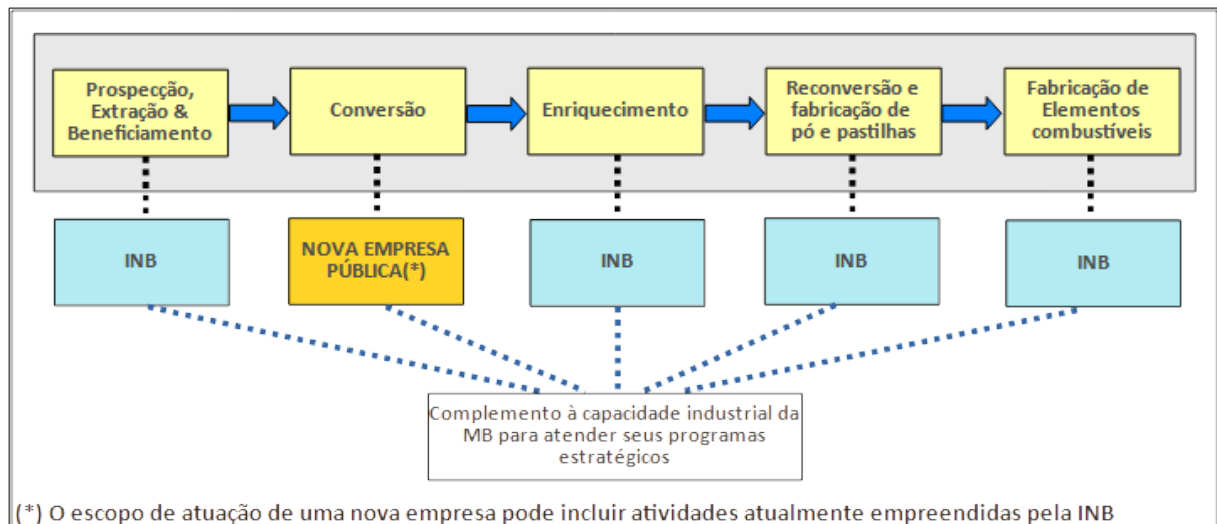 Prospecção,
Extração &
Beneficiamento
Conversão
Enriquecimento
Reconversão e
fabricação de
pó e pastilhas
Fabricação de
Elementos
combustíveis
INB
NOVA EMPRESA
PÚBLICA(*)
INB
INB
INB
Complemento à capacidade industrial da
MB para atender seus programas
estratégicos
(*) O escopo de atuação de uma nova empresa pode incluir atividades atualmente empreendidas pela INB